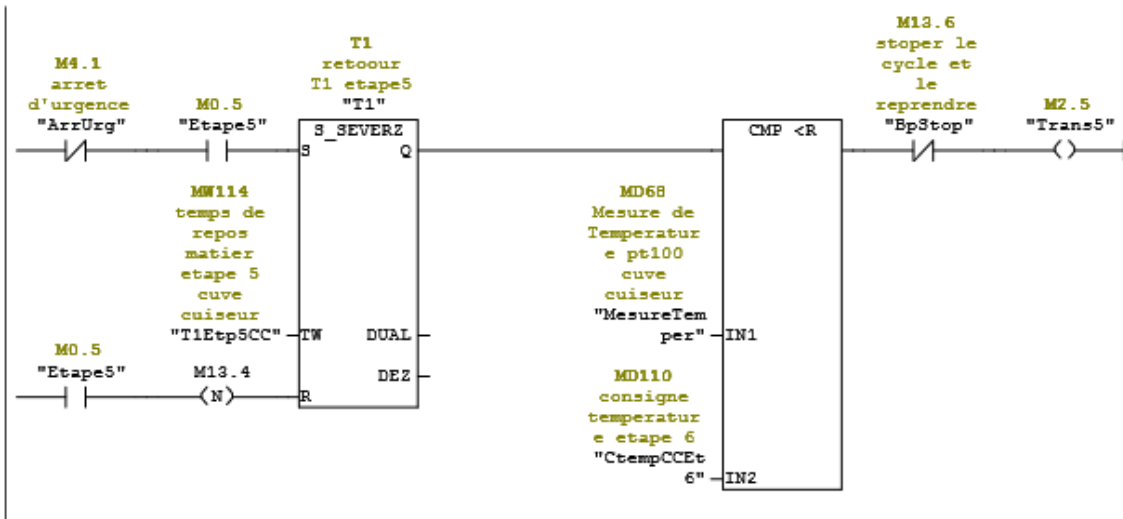 M13.6
stoper le
cycle et
le
reprendre
"BpStop"
T1
retoour
T1 etape5
"T1"
M4.1
arret
d'urgence
"ArrUrg"
M0.5
"Etape5"
M2.5
"Trans5"
S_SEVERZ
CMP <R
S
Q
MW114
temps de
repos
matier
etape 5
cuve
cuiseur
"T1Etp5CC"
TW
DUAL
DEZ
MD68
Mesure de
Temperatur
e pt100
cuve
cuiseur
"MesureTem
per"
IN1
M0.5
"Etape5"
M13.4
(N)
R
MD110
consigne
temperatur
e etape 6
"CtempCCEt
6"
IN2